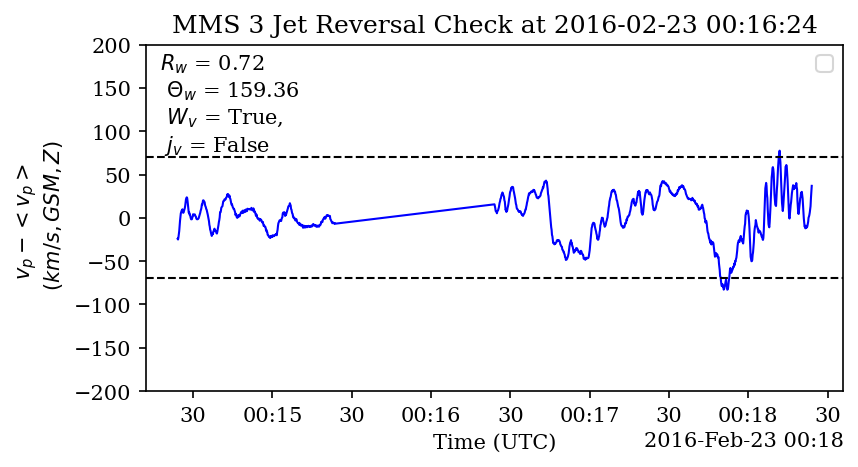 MMS 3 Jet Reversal Check at 2016-02-23 00:16:24
200
150
100
50
0
−50
−100
−150
−200
v_p − < v_p >
(km/s, GSM, Z)
R_w = 0.72
Θ_w = 159.36
W_v = True,
j_v = False
30 00:15 30 00:16 30 00:17 30 00:18 30
Time (UTC)
2016-Feb-23 00:18